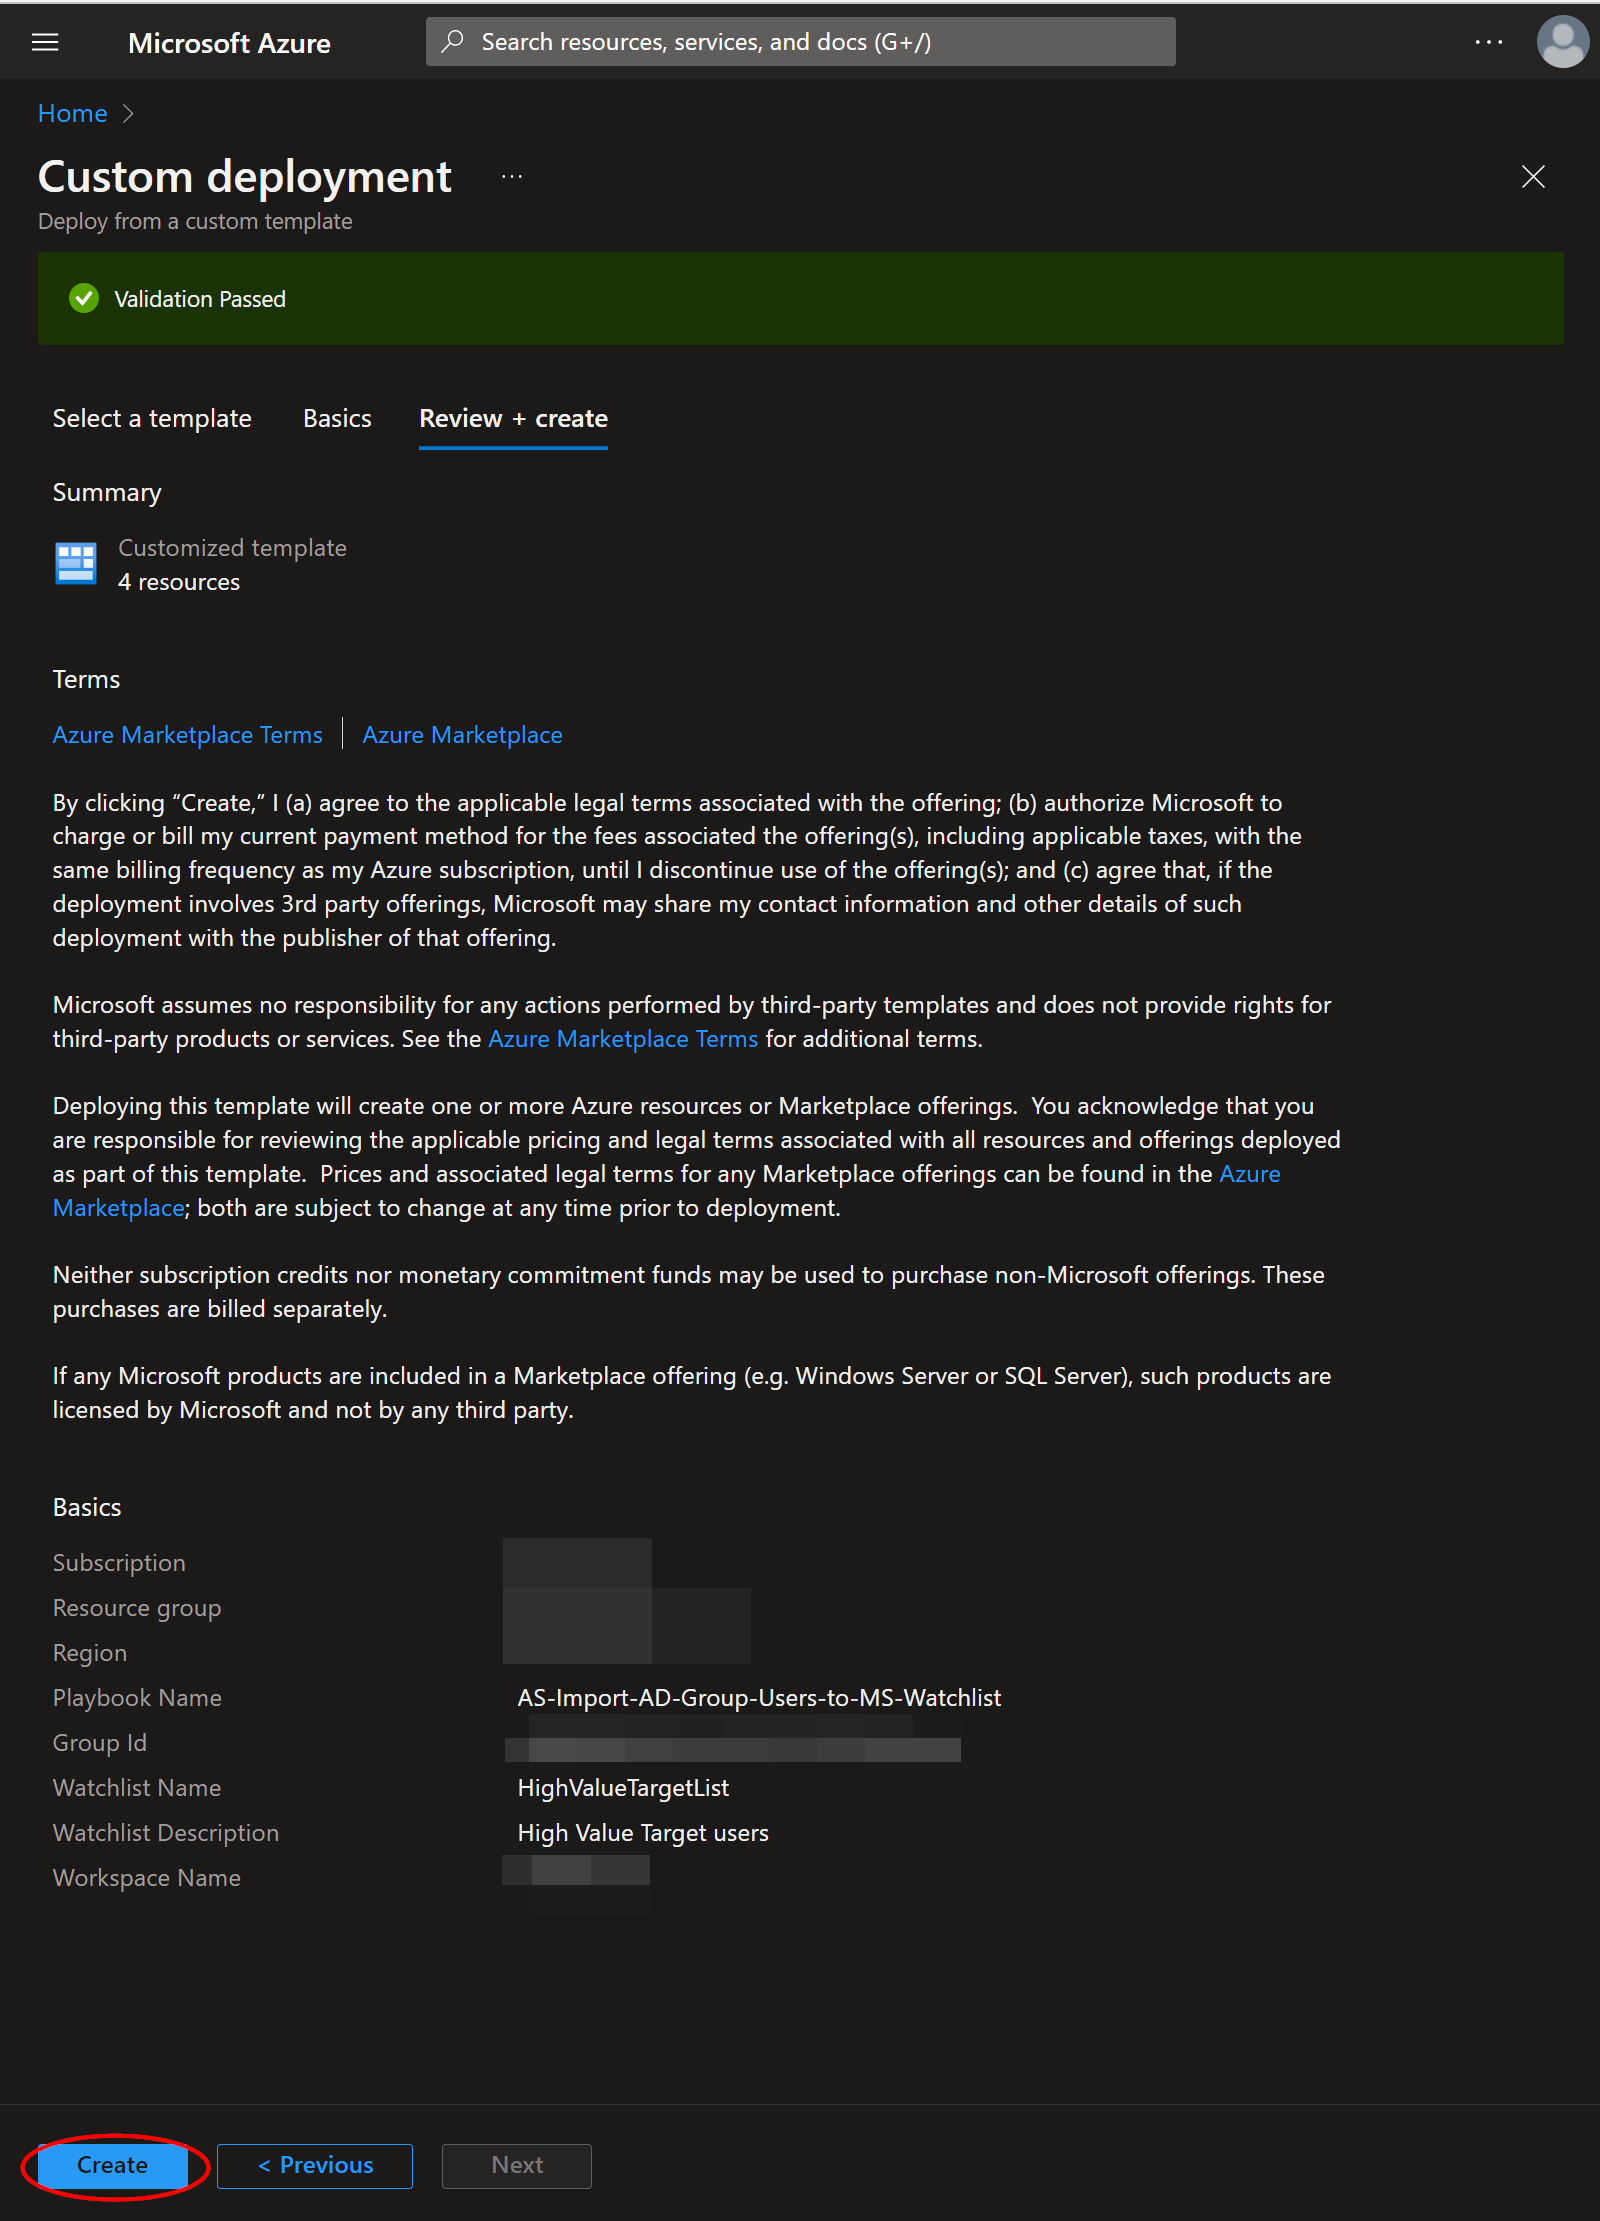 Microsoft Azure
Search resources, services, and docs (G+/)
Home
Custom deployment
Deploy from a custom template
Validation Passed
Select a template Basics Review + create
Summary
Customized template
4 resources
Terms
Azure Marketplace Terms | Azure Marketplace
By clicking “Create,” I (a) agree to the applicable legal terms associated with the offering; (b) authorize Microsoft to
charge or bill my current payment method for the fees associated the offering(s), including applicable taxes, with the
same billing frequency as my Azure subscription, until I discontinue use of the offering(s); and (c) agree that, if the
deployment involves 3rd party offerings, Microsoft may share my contact information and other details of such
deployment with the publisher of that offering.
Microsoft assumes no responsibility for any actions performed by third-party templates and does not provide rights for
third-party products or services. See the Azure Marketplace Terms for additional terms.
Deploying this template will create one or more Azure resources or Marketplace offerings.  You acknowledge that you
are responsible for reviewing the applicable pricing and legal terms associated with all resources and offerings deployed
as part of this template.  Prices and associated legal terms for any Marketplace offerings can be found in the Azure
Marketplace; both are subject to change at any time prior to deployment.
Neither subscription credits nor monetary commitment funds may be used to purchase non-Microsoft offerings. These
purchases are billed separately.
If any Microsoft products are included in a Marketplace offering (e.g. Windows Server or SQL Server), such products are
licensed by Microsoft and not by any third party.
Basics
Subscription
Resource group
Region
Playbook Name AS-Import-AD-Group-Users-to-MS-Watchlist
Group Id
Watchlist Name HighValueTargetList
Watchlist Description High Value Target users
Workspace Name
Create < Previous Next